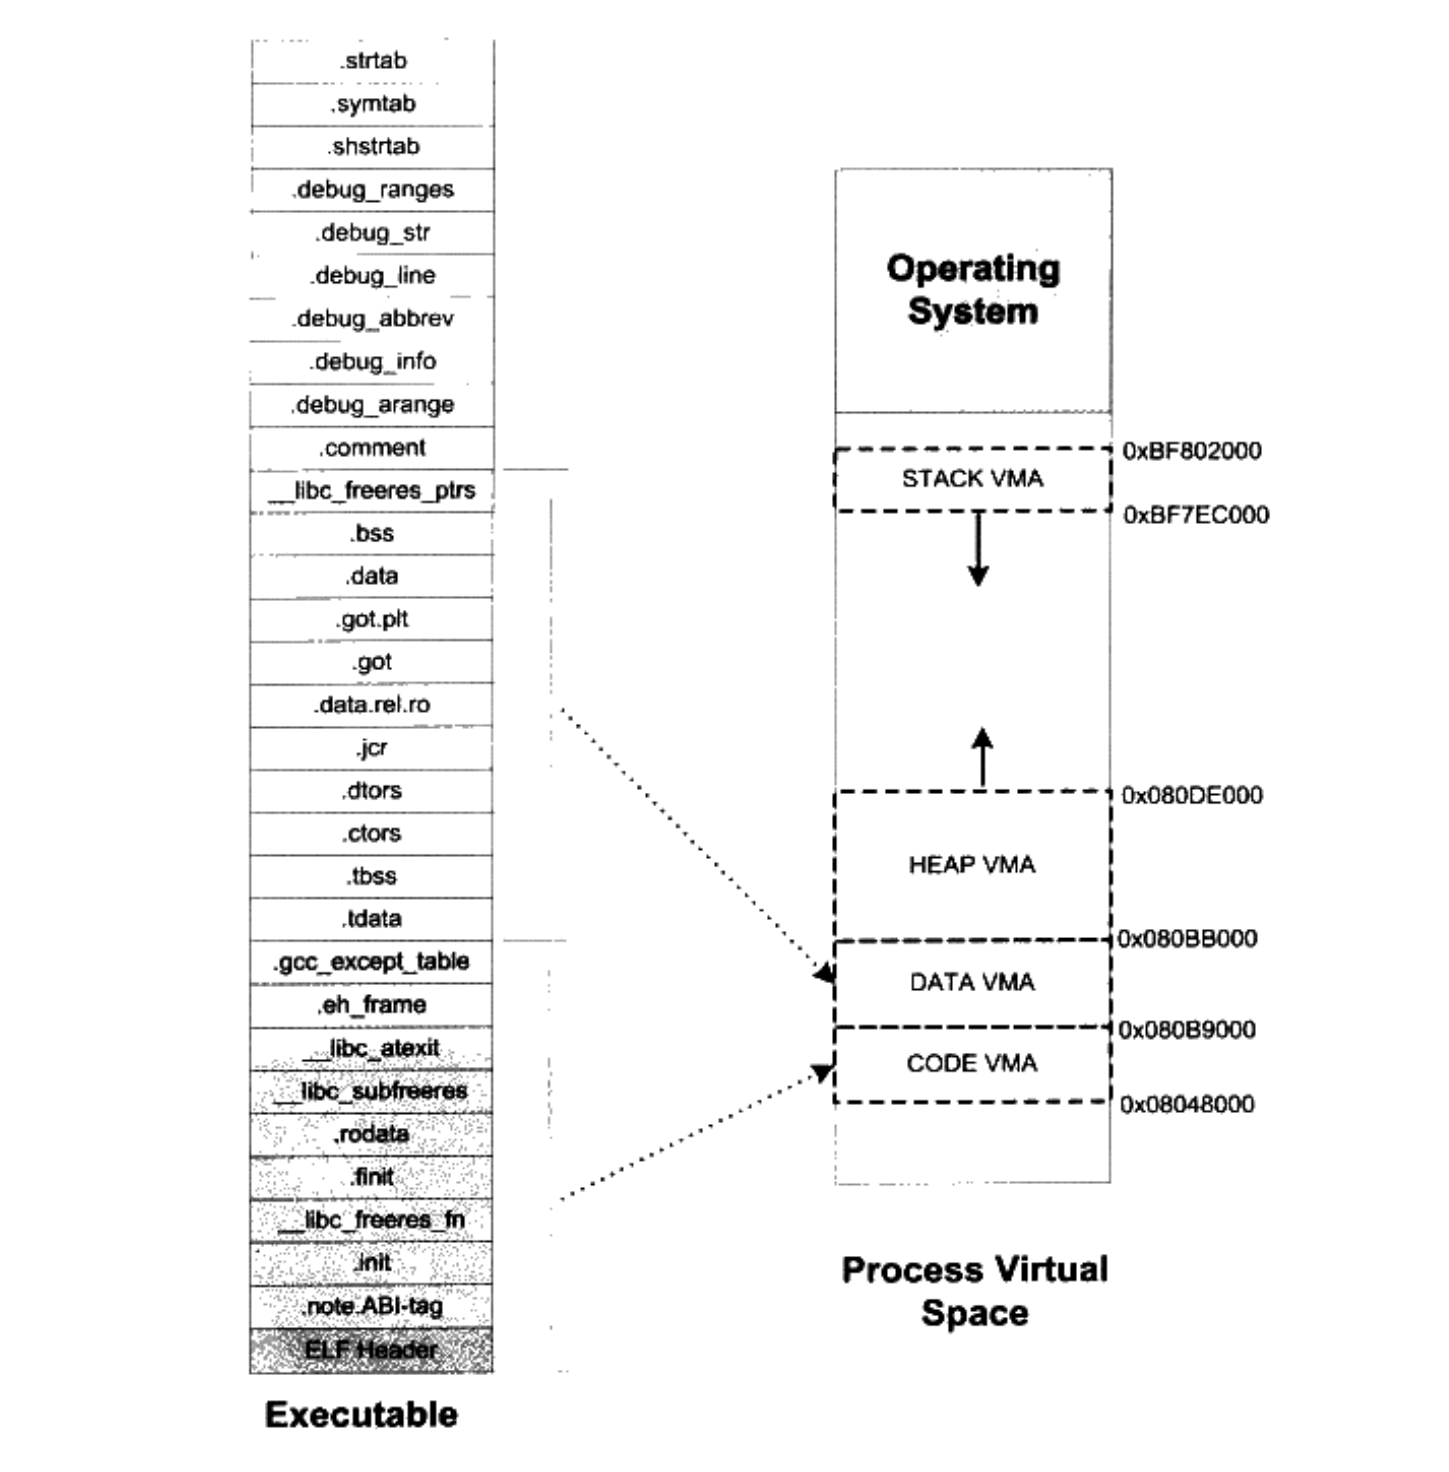 .strtab
.symtab
.shstrtab
.debug_ranges
.debug_str
.debug_line
.debug_abbrev
.debug_info
.debug_arange
.comment
__libc_freeres_ptrs
.bss
.data
.got.plt
.got
.data.rel.ro
.jcr
.dtors
.ctors
.tbss
.tdata
.gcc_except_table
.eh_frame
__libc_atexit
__libc_subfreeres
.rodata
.finit
__libc_freeres_fn
.init
.note.ABI-tag
ELF Header
Executable
Operating
System
0xBF802000
STACK VMA
0xBF7EC000
0x080DE000
HEAP VMA
0x080BB000
DATA VMA
0x080B9000
CODE VMA
0x08048000
Process Virtual
Space